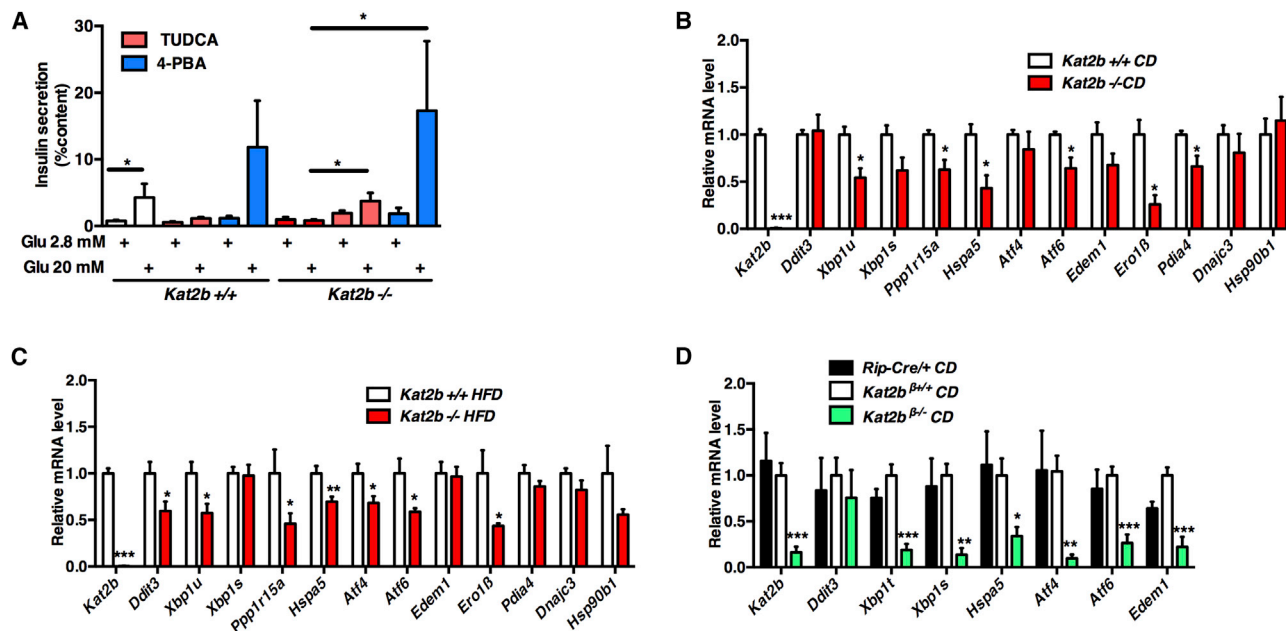 A
Insulin secretion
(%content)
30
20
10
0
TUDCA
4-PBA
*
*
*
Glu 2.8 mM + + + + + +
Glu 20 mM + + + + + +
Kat2b +/+ Kat2b -/-
B
Relative mRNA level
2.0
1.5
1.0
0.5
0.0
Kat2b +/+ CD
Kat2b -/-CD
*** * * * * * *
Kat2b Ddit3 Xbp1u Xbp1s Ppp1r15a Hspa5 Atf4 Atf6 Edem1 Ero1ß Pdia4 Dnajc3 Hsp90b1
C
Relative mRNA level
2.0
1.5
1.0
0.5
0.0
Kat2b +/+ HFD
Kat2b -/- HFD
*** * * * ** * * *
Kat2b Ddit3 Xbp1u Xbp1s Ppp1r15a Hspa5 Atf4 Atf6 Edem1 Ero1ß Pdia4 Dnajc3 Hsp90b1
D
Relative mRNA level
2.0
1.5
1.0
0.5
0.0
Rip-Cre/+ CD
Kat2b β+/+ CD
Kat2b β-/- CD
*** *** ** * ** *** ***
Kat2b Ddit3 Xbp1t Xbp1s Hspa5 Atf4 Atf6 Edem1